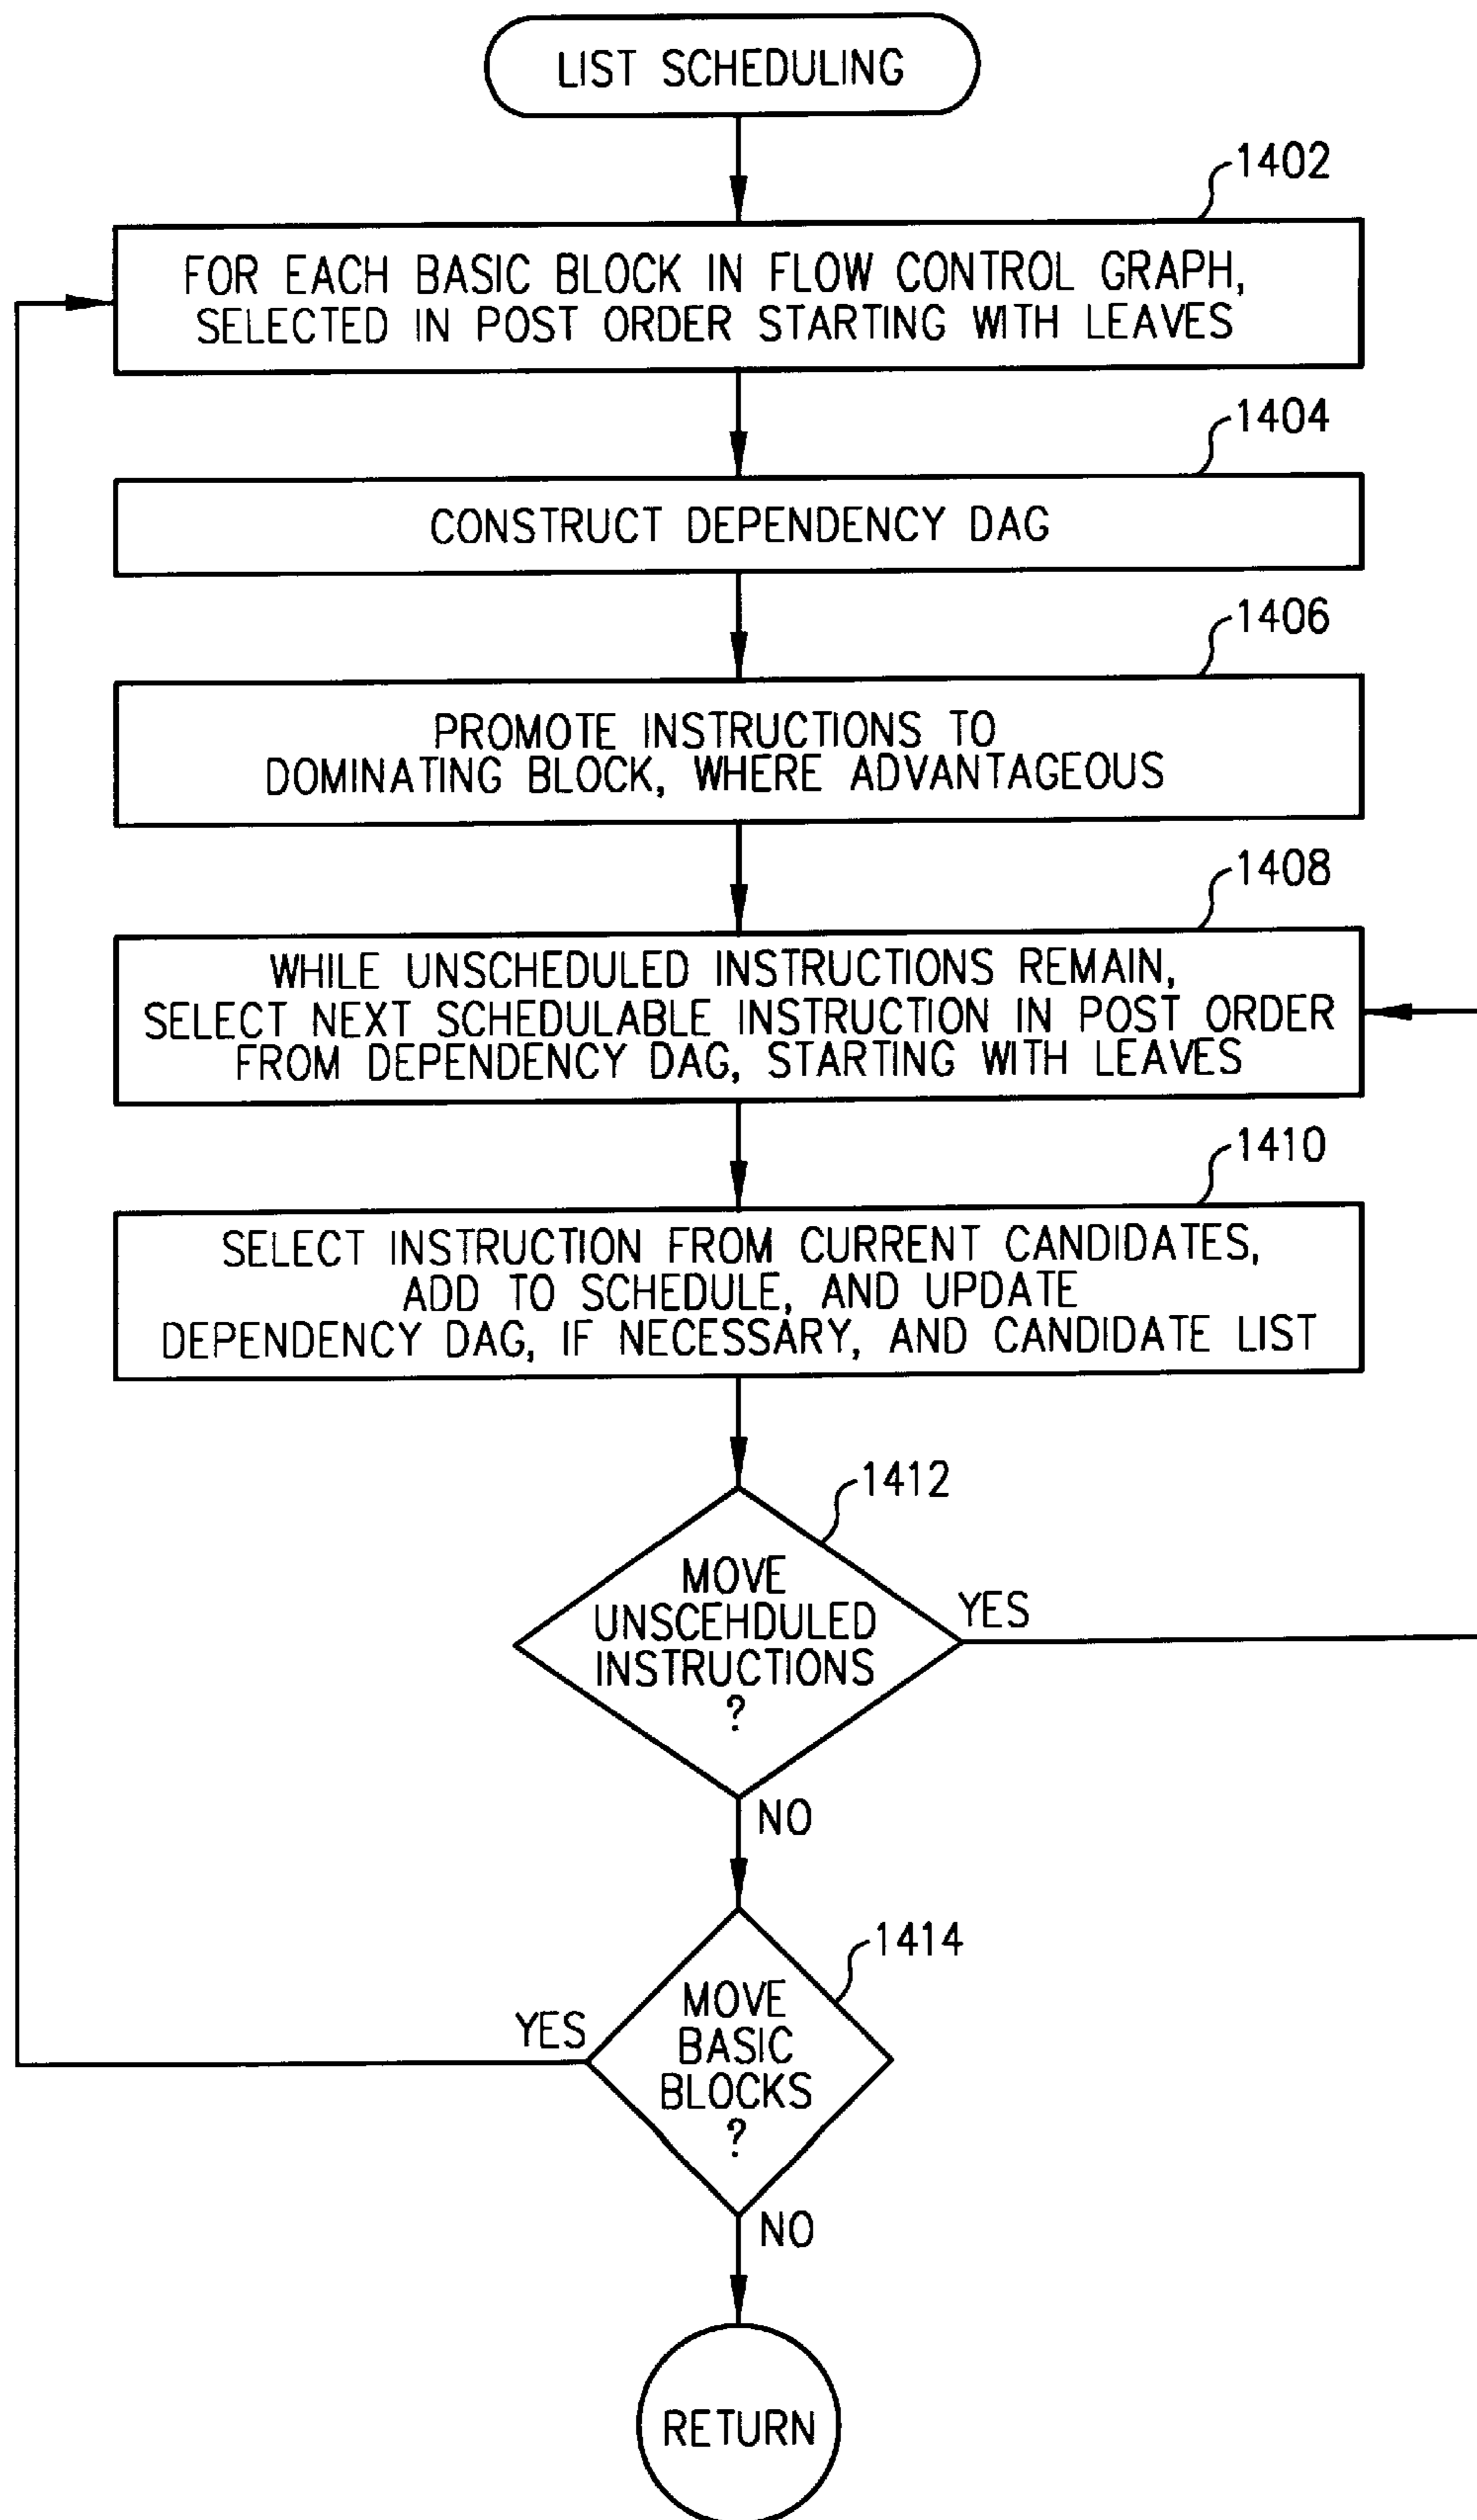 LIST SCHEDULING
1402
FOR EACH BASIC BLOCK IN FLOW CONTROL GRAPH,
SELECTED IN POST ORDER STARTING WITH LEAVES
1404
CONSTRUCT DEPENDENCY DAG
1406
PROMOTE INSTRUCTIONS TO
DOMINATING BLOCK, WHERE ADVANTAGEOUS
1408
WHILE UNSCHEDULED INSTRUCTIONS REMAIN,
SELECT NEXT SCHEDULABLE INSTRUCTION IN POST ORDER
FROM DEPENDENCY DAG, STARTING WITH LEAVES
1410
SELECT INSTRUCTION FROM CURRENT CANDIDATES,
ADD TO SCHEDULE, AND UPDATE
DEPENDENCY DAG, IF NECESSARY, AND CANDIDATE LIST
1412
MOVE
UNSCEHDULED
INSTRUCTIONS
?
YES
NO
1414
MOVE
BASIC
BLOCKS
?
YES
NO
RETURN